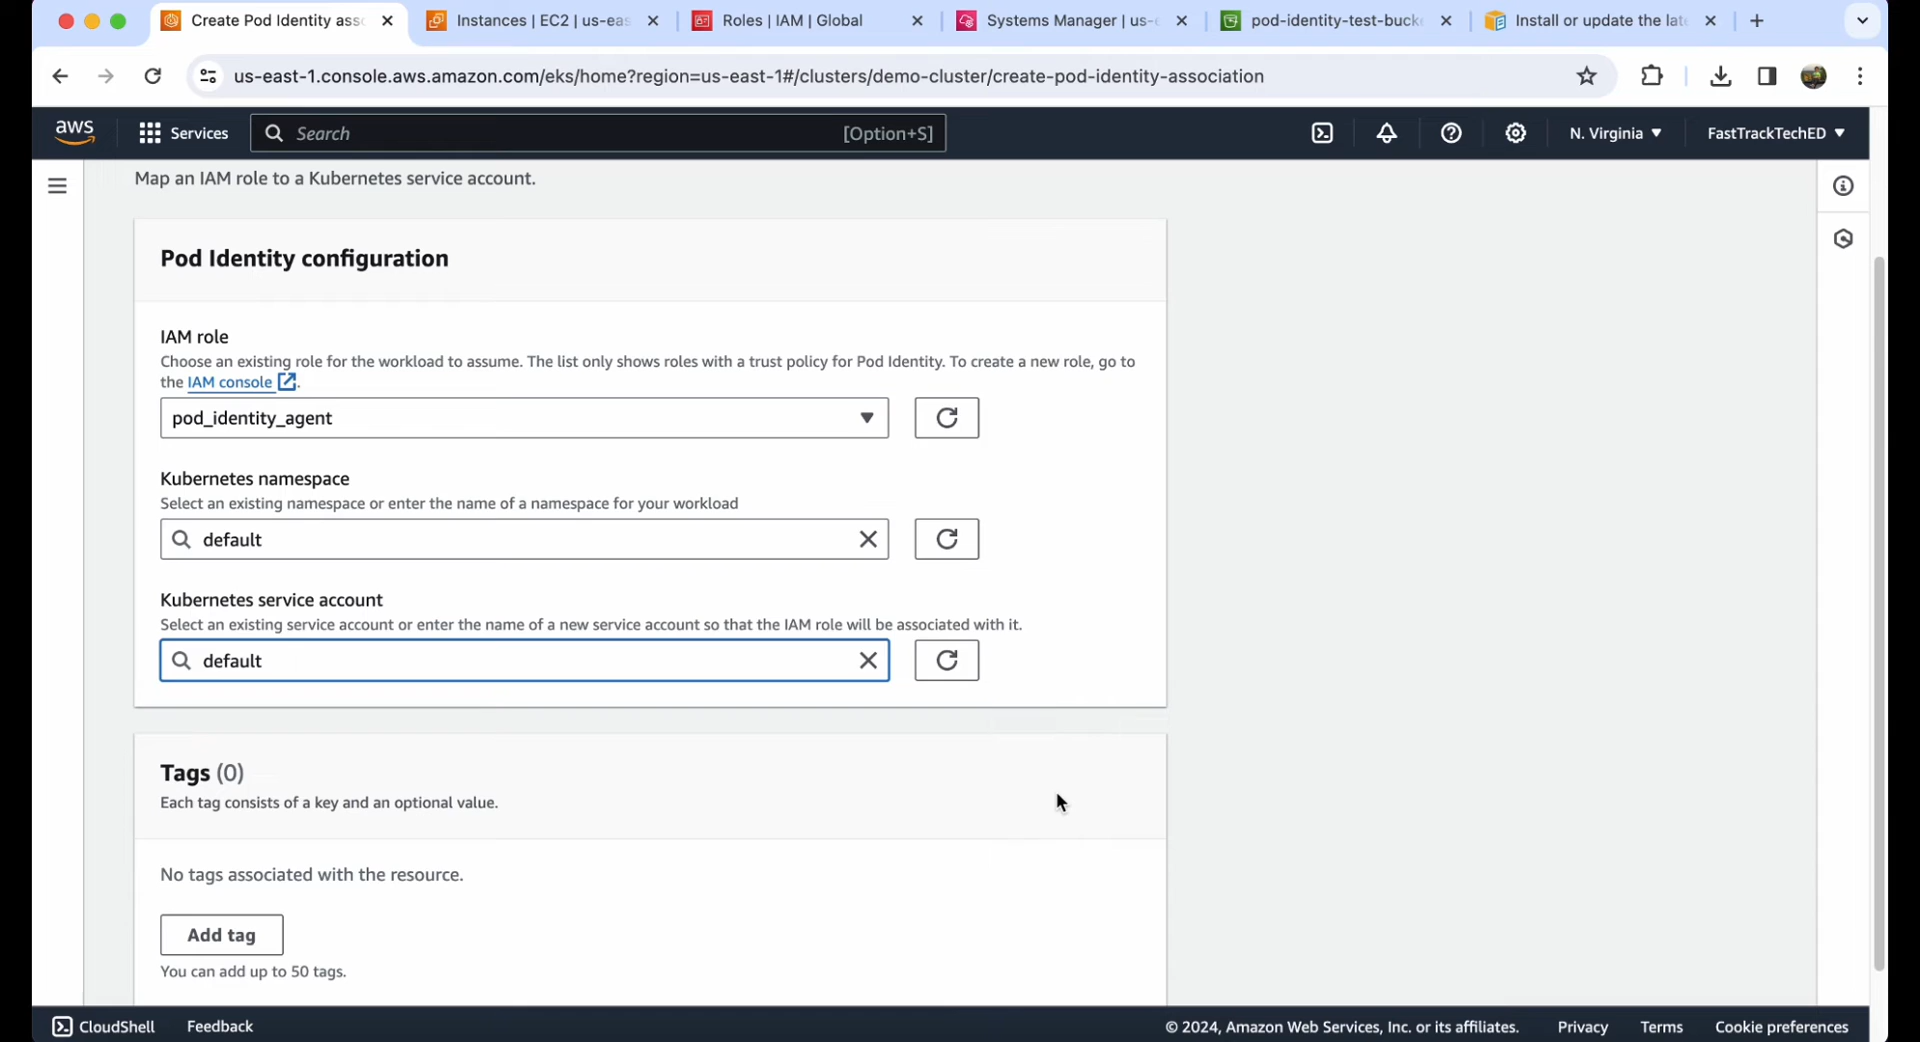 Create Pod Identity ass
Instances | EC2 | us-eas
Roles | IAM | Global
Systems Manager | us-e
pod-identity-test-bucke
Install or update the late
us-east-1.console.aws.amazon.com/eks/home?region=us-east-1#/clusters/demo-cluster/create-pod-identity-association
aws
Services
Search
[Option+S]
N. Virginia
FastTrackTechED
Map an IAM role to a Kubernetes service account.
Pod Identity configuration
IAM role
Choose an existing role for the workload to assume. The list only shows roles with a trust policy for Pod Identity. To create a new role, go to
the IAM console.
pod_identity_agent
Kubernetes namespace
Select an existing namespace or enter the name of a namespace for your workload
default
Kubernetes service account
Select an existing service account or enter the name of a new service account so that the IAM role will be associated with it.
default
Tags (0)
Each tag consists of a key and an optional value.
No tags associated with the resource.
Add tag
You can add up to 50 tags.
CloudShell
Feedback
© 2024, Amazon Web Services, Inc. or its affiliates.
Privacy
Terms
Cookie preferences